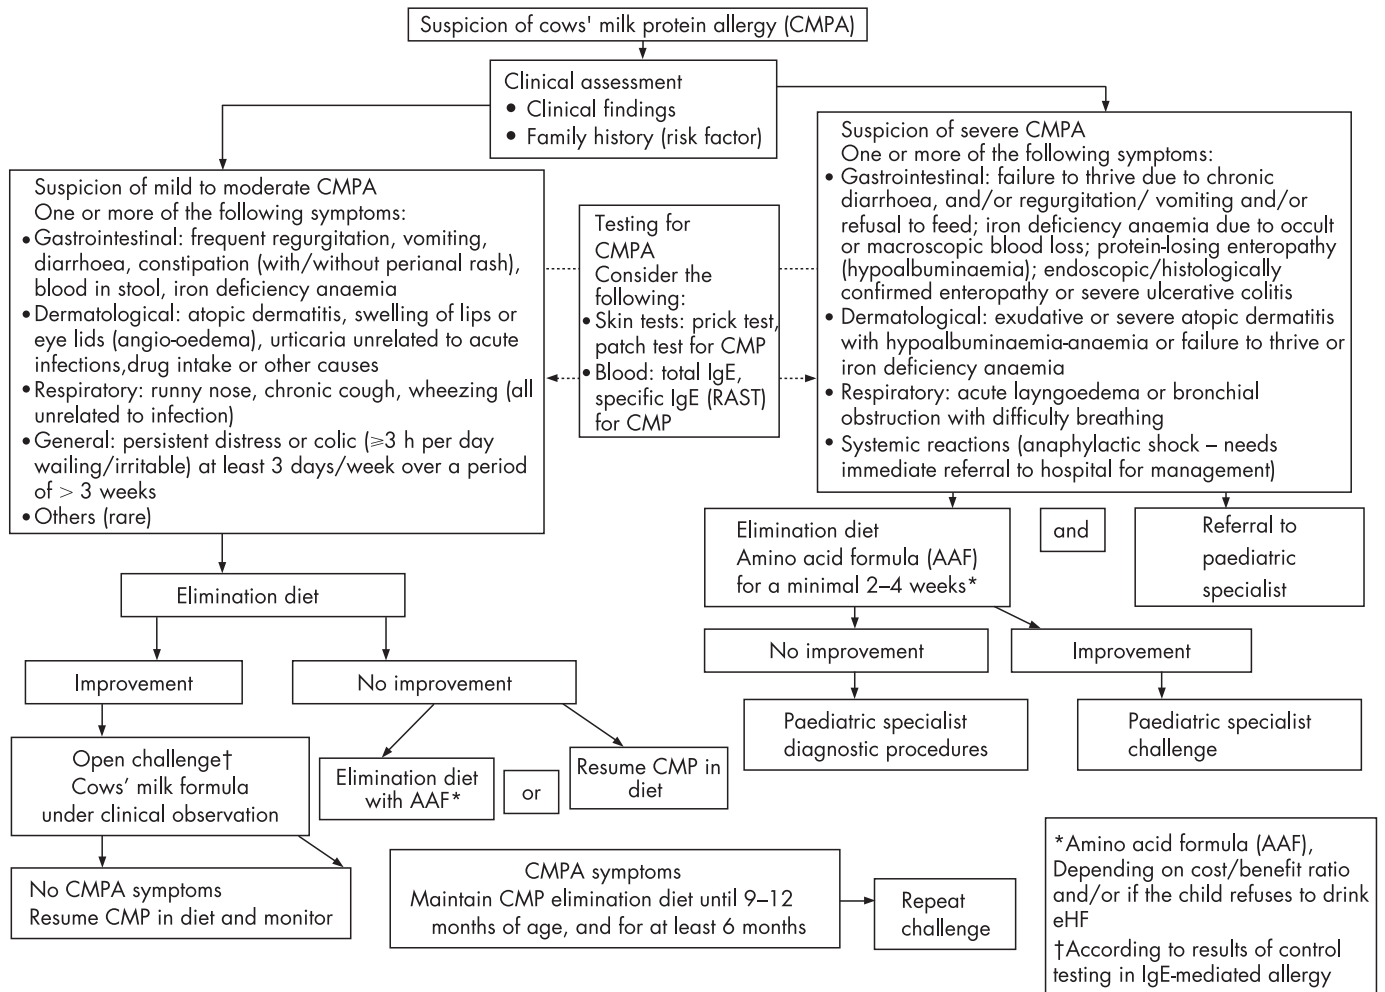 Suspicion of cows' milk protein allergy (CMPA)
Clinical assessment
• Clinical findings
• Family history (risk factor)
Suspicion of mild to moderate CMPA
One or more of the following symptoms:
• Gastrointestinal: frequent regurgitation, vomiting,
diarrhoea, constipation (with/without perianal rash),
blood in stool, iron deficiency anaemia
• Dermatological: atopic dermatitis, swelling of lips or
eye lids (angio-oedema), urticaria unrelated to acute
infections,drug intake or other causes
• Respiratory: runny nose, chronic cough, wheezing (all
unrelated to infection)
• General: persistent distress or colic (≥3 h per day
wailing/irritable) at least 3 days/week over a period
of > 3 weeks
• Others (rare)
Testing for
CMPA
Consider the
following:
• Skin tests: prick test,
patch test for CMP
• Blood: total IgE,
specific IgE (RAST)
for CMP
Suspicion of severe CMPA
One or more of the following symptoms:
• Gastrointestinal: failure to thrive due to chronic
diarrhoea, and/or regurgitation/ vomiting and/or
refusal to feed; iron deficiency anaemia due to occult
or macroscopic blood loss; protein-losing enteropathy
(hypoalbuminaemia); endoscopic/histologically
confirmed enteropathy or severe ulcerative colitis
• Dermatological: exudative or severe atopic dermatitis
with hypoalbuminaemia-anaemia or failure to thrive or
iron deficiency anaemia
• Respiratory: acute layngoedema or bronchial
obstruction with difficulty breathing
• Systemic reactions (anaphylactic shock – needs
immediate referral to hospital for management)
Elimination diet
Amino acid formula (AAF)
for a minimal 2–4 weeks*
and
Referral to
paediatric
specialist
Elimination diet
No improvement
Improvement
Improvement
No improvement
Paediatric specialist
diagnostic procedures
Paediatric specialist
challenge
Open challenge†
Cows' milk formula
under clinical observation
Elimination diet
with AAF*
or
Resume CMP in
diet
No CMPA symptoms
Resume CMP in diet and monitor
CMPA symptoms
Maintain CMP elimination diet until 9–12
months of age, and for at least 6 months
Repeat
challenge
*Amino acid formula (AAF),
Depending on cost/benefit ratio
and/or if the child refuses to drink
eHF
†According to results of control
testing in IgE-mediated allergy